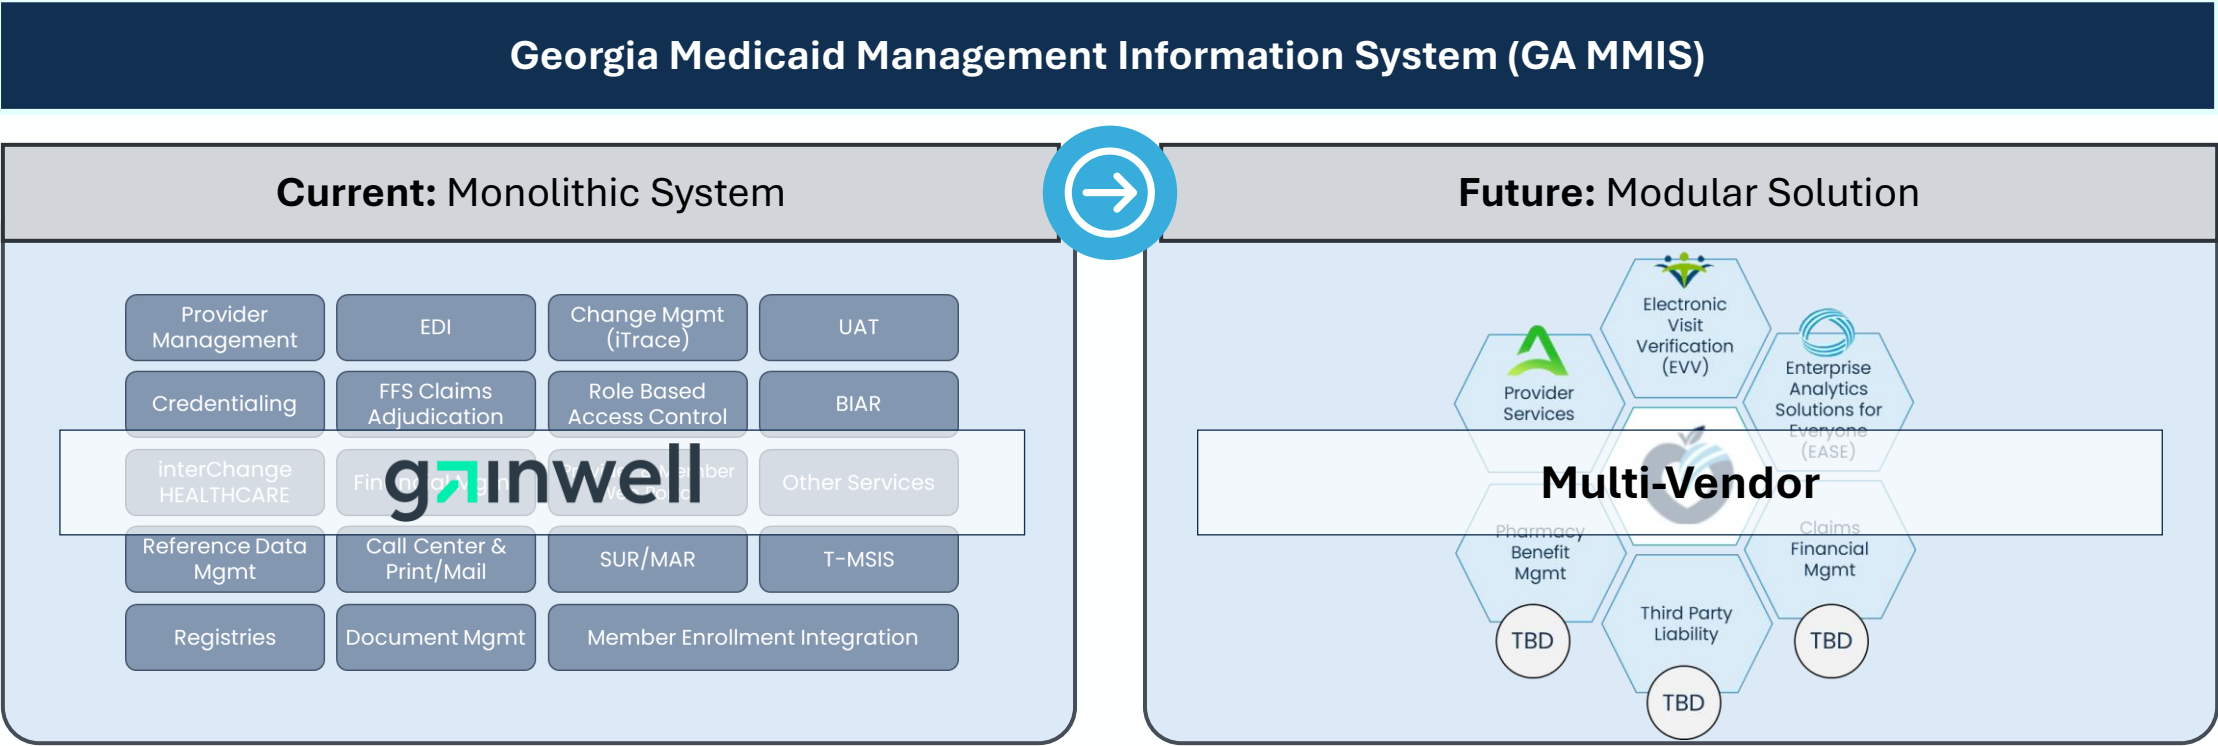 Georgia Medicaid Management Information System (GA MMIS)
Current: Monolithic System
Future: Modular Solution
Provider
Management
EDI
Change Mgmt
(iTrace)
UAT
Credentialing
FFS Claims
Adjudication
Role Based
Access Control
BIAR
interChange
HEALTHCARE
gainwell
Other Services
Reference Data
Mgmt
Call Center &
Print/Mail
SUR/MAR
T-MSIS
Registries
Document Mgmt
Member Enrollment Integration
Electronic
Visit
Verification
(EVV)
Provider
Services
Enterprise
Analytics
Solutions for
Everyone
(EASE)
Multi-Vendor
Pharmacy
Benefit
Mgmt
Claims
Financial
Mgmt
Third Party
Liability
TBD
TBD
TBD